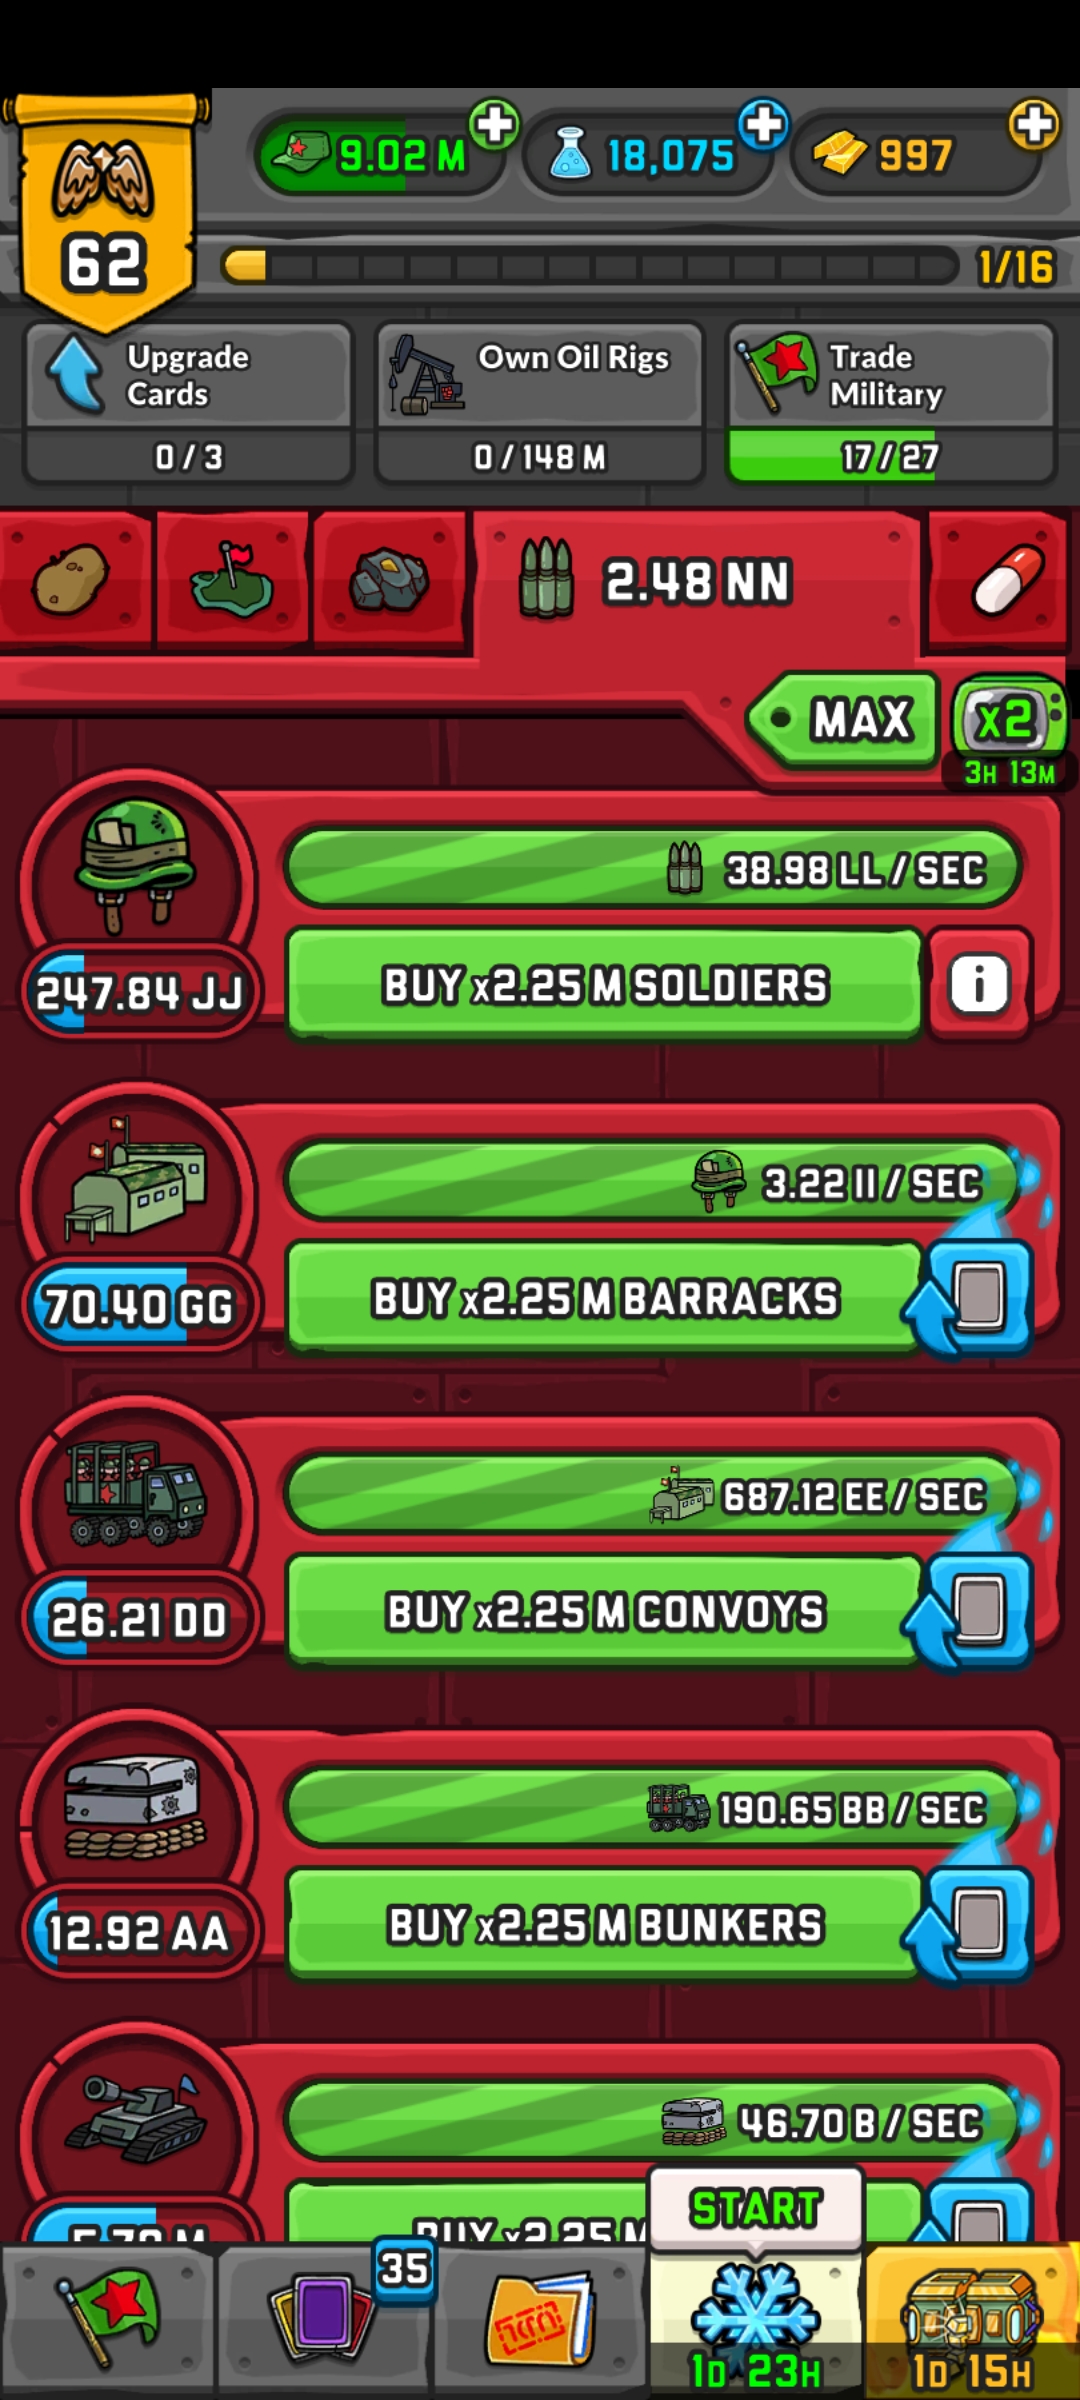 9.02 M
18,075
997
62
1/16
Upgrade
Cards
0 / 3
Own Oil Rigs
0 / 148 M
Trade
Military
17 / 27
2.48 NN
MAX
x2
3H 13M
38.98 LL / SEC
247.84 JJ
BUY x2.25 M SOLDIERS
i
3.22 II / SEC
70.40 GG
BUY x2.25 M BARRACKS
687.12 EE / SEC
26.21 DD
BUY x2.25 M CONVOYS
190.65 BB / SEC
12.92 AA
BUY x2.25 M BUNKERS
46.70 B / SEC
BUY x2.25 M
START
35
1D 23H
1D 15H